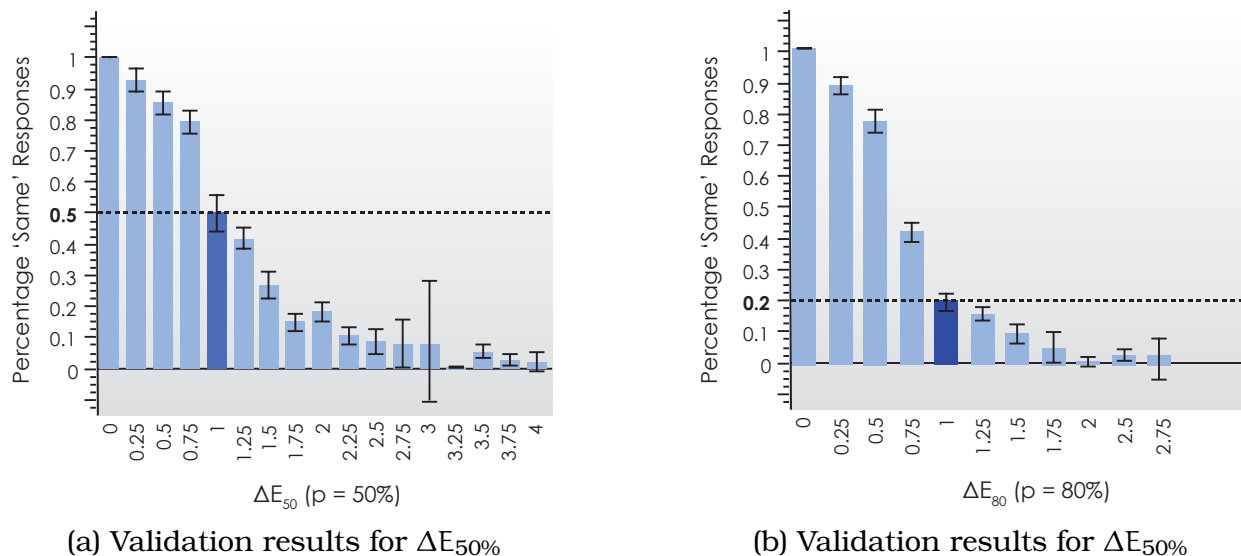 Percentage 'Same' Responses
1
0.9
0.8
0.7
0.6
0.5
0.4
0.3
0.2
0.1
0
0 0.25 0.5 0.75 1 1.25 1.5 1.75 2 2.25 2.5 2.75 3 3.25 3.5 3.75 4
ΔE50 (p = 50%)
(a) Validation results for ΔE50%
Percentage 'Same' Responses
1
0.9
0.8
0.7
0.6
0.5
0.4
0.3
0.2
0.1
0
0 0.25 0.5 0.75 1 1.25 1.5 1.75 2 2.5 2.75
ΔE80 (p = 80%)
(b) Validation results for ΔE50%